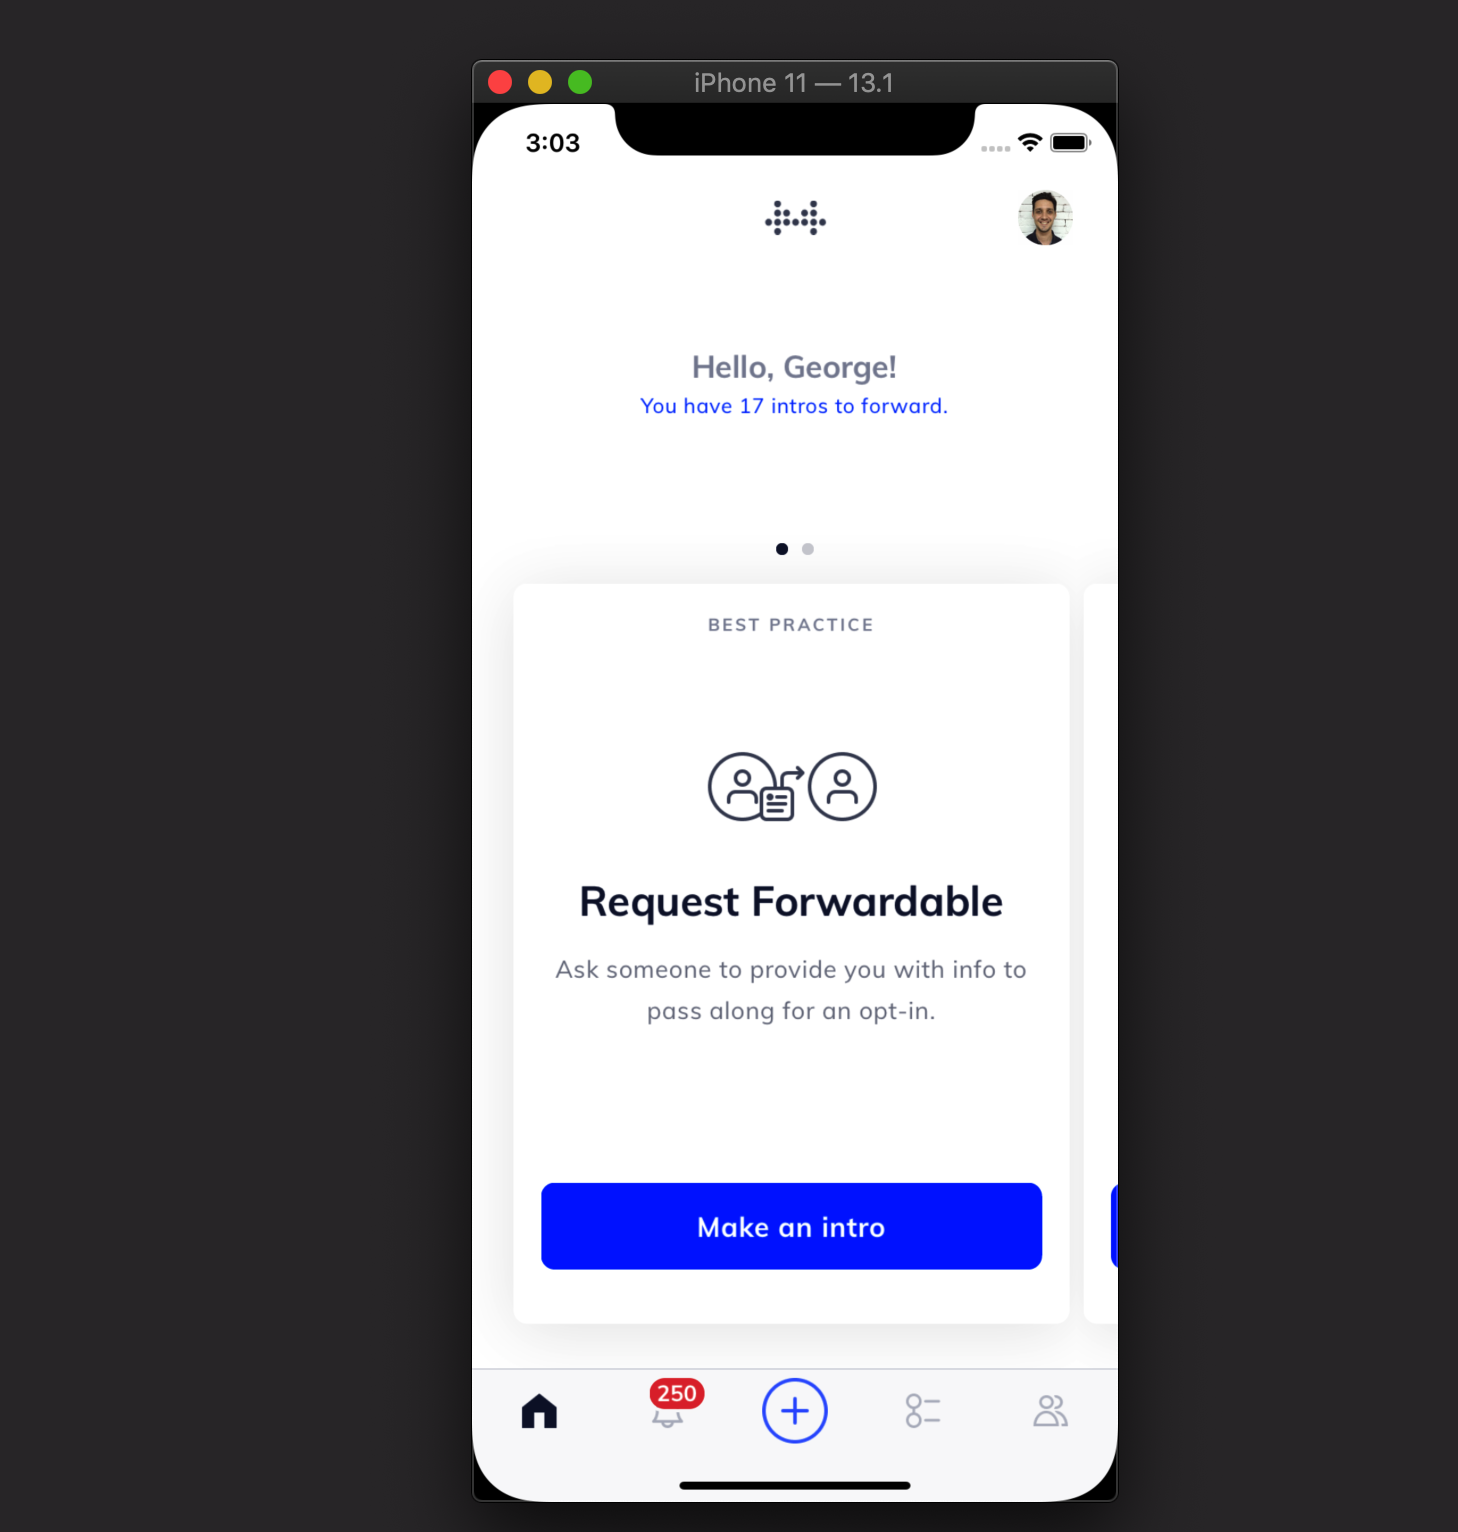 iPhone 11 — 13.1
3:03
Hello, George!
You have 17 intros to forward.
BEST PRACTICE
Request Forwardable
Ask someone to provide you with info to
pass along for an opt-in.
Make an intro
250